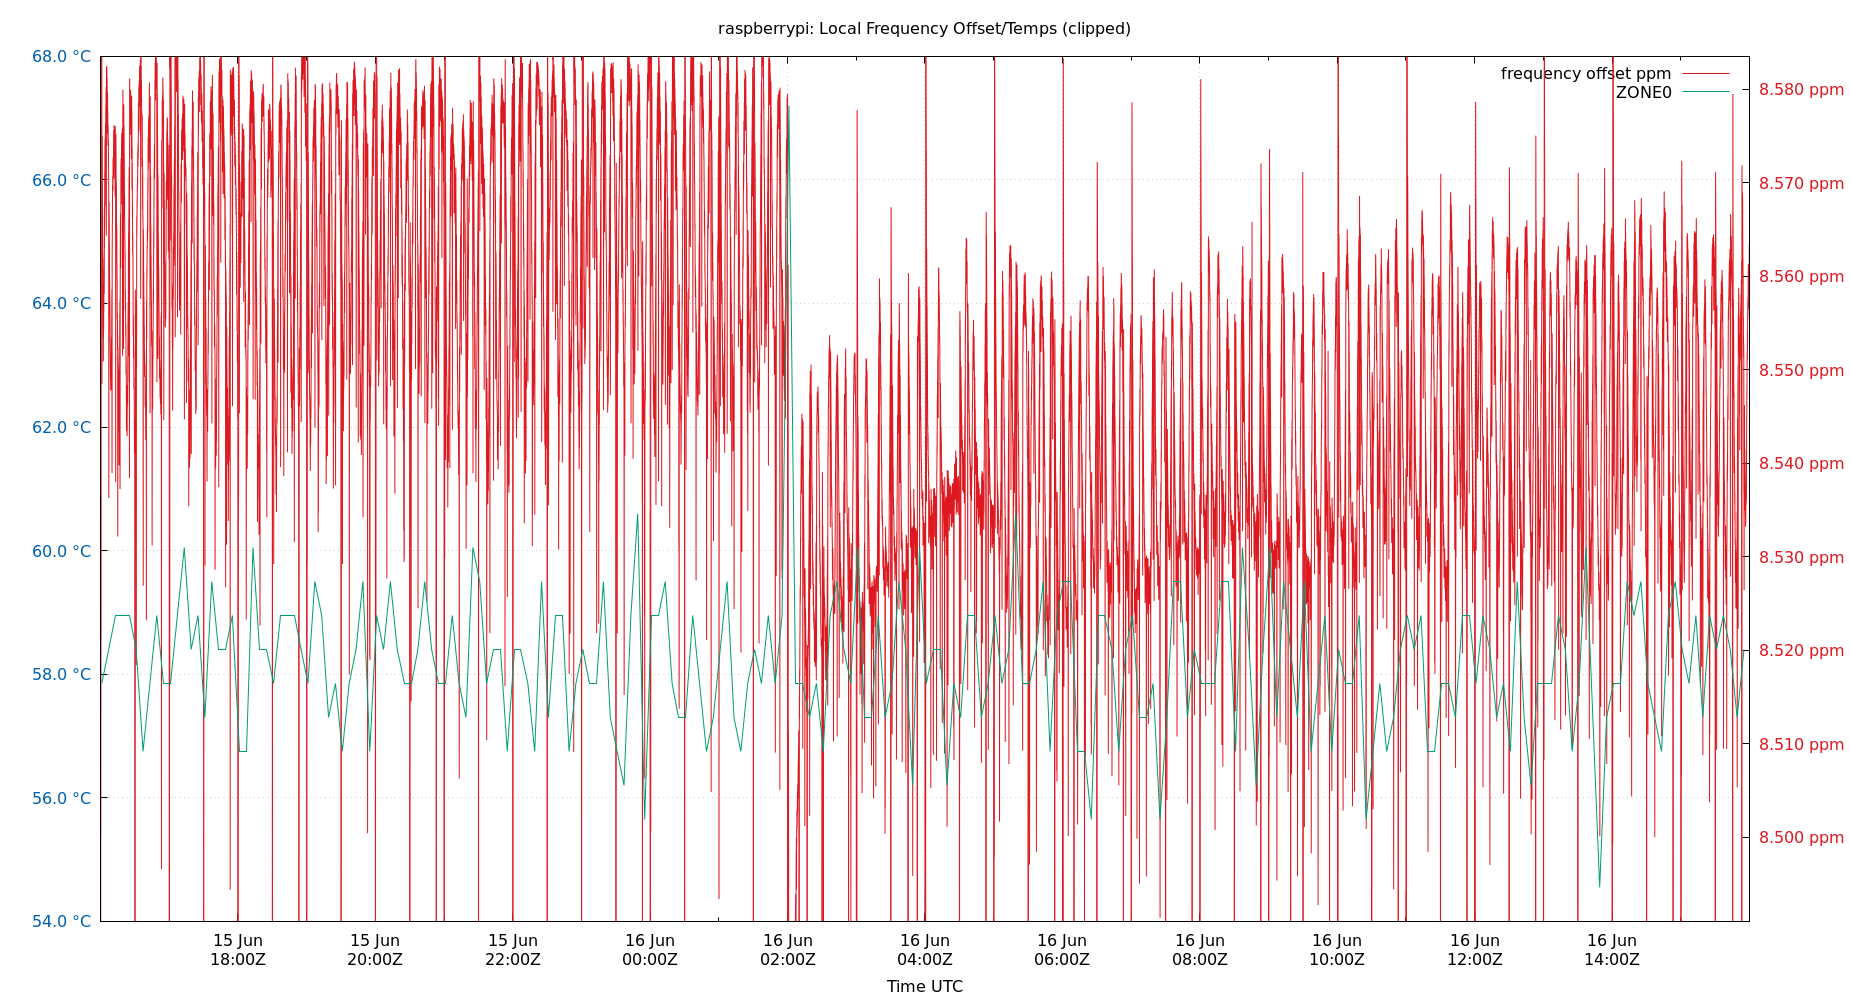 raspberrypi: Local Frequency Offset/Temps (clipped)
frequency offset ppm
ZONE0
68.0 °C
66.0 °C
64.0 °C
62.0 °C
60.0 °C
58.0 °C
56.0 °C
54.0 °C
8.580 ppm
8.570 ppm
8.560 ppm
8.550 ppm
8.540 ppm
8.530 ppm
8.520 ppm
8.510 ppm
8.500 ppm
15 Jun 15 Jun 15 Jun 16 Jun 16 Jun 16 Jun 16 Jun 16 Jun 16 Jun 16 Jun 16 Jun
18:00Z 20:00Z 22:00Z 00:00Z 02:00Z 04:00Z 06:00Z 08:00Z 10:00Z 12:00Z 14:00Z
Time UTC